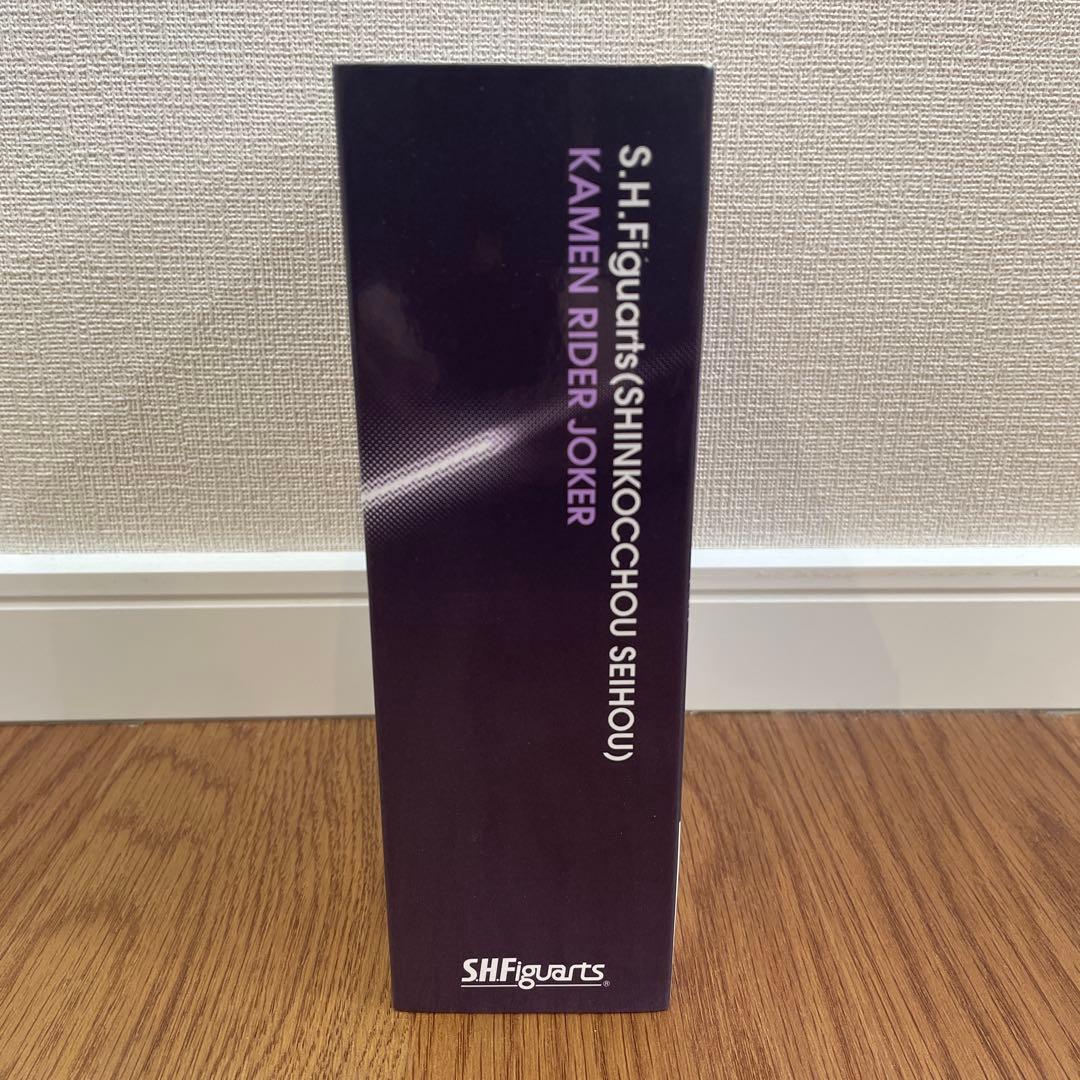 S.H.Figuarts(SHINKOCCHOU SEIHOU)
KAMEN RIDER JOKER
S.H.Figuarts®